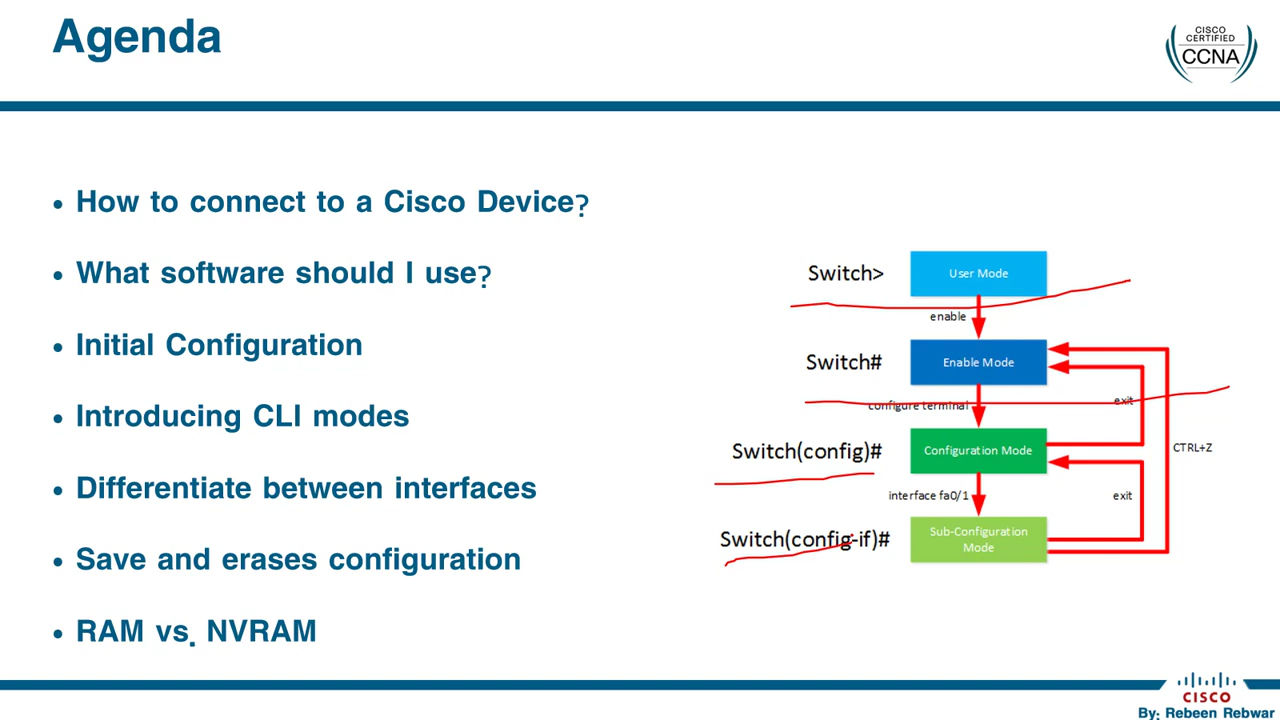 Agenda
CISCO
CERTIFIED
CCNA
• How to connect to a Cisco Device?
• What software should I use?
• Initial Configuration
• Introducing CLI modes
• Differentiate between interfaces
• Save and erases configuration
• RAM vs. NVRAM
Switch>
User Mode
enable
Switch#
Enable Mode
configure terminal
exit
Switch(config)#
Configuration Mode
CTRL+Z
interface fa0/1
exit
Switch(config-if)#
Sub-Configuration
Mode
CISCO
By: Rebeen Rebwar